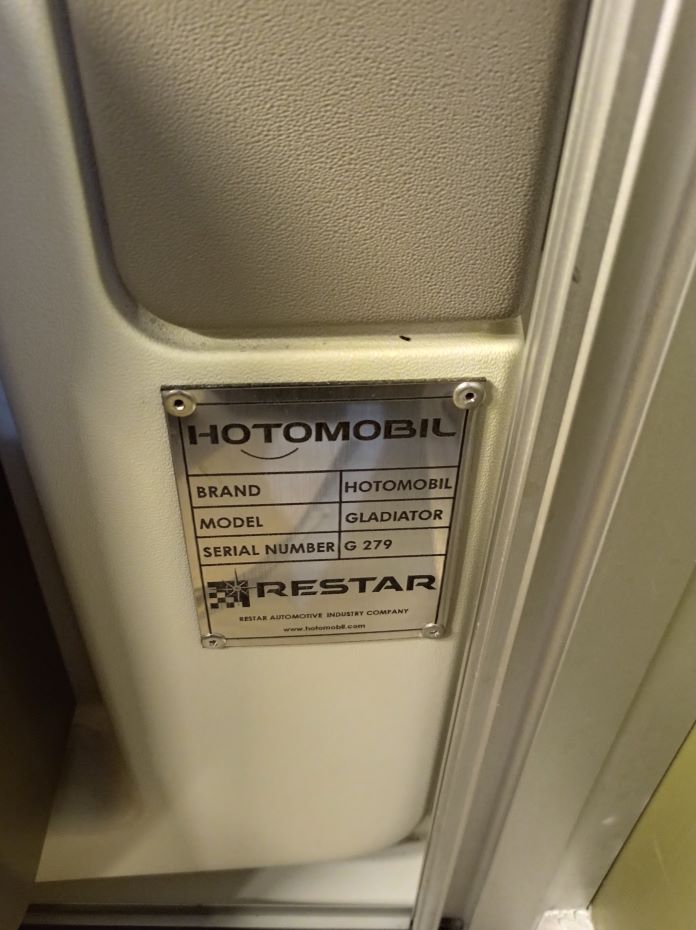 HOTOMOBIL
BRAND HOTOMOBIL
MODEL GLADIATOR
SERIAL NUMBER G 279
RESTAR
RESTAR AUTOMOTIVE INDUSTRY COMPANY
www.hotomobil.com